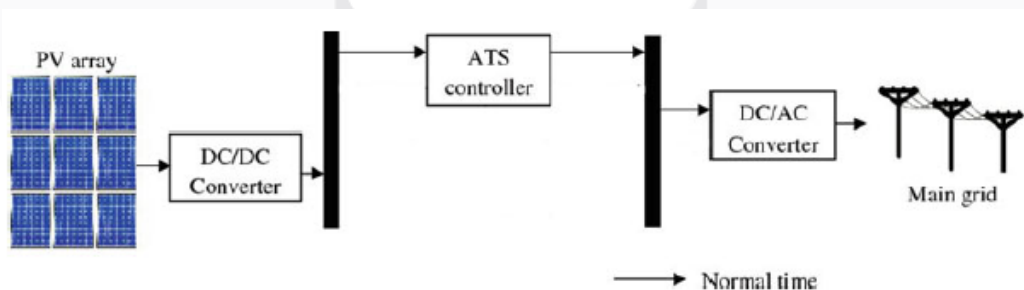 PV array
DC/DC
Converter
ATS
controller
DC/AC
Converter
Main grid
Normal time